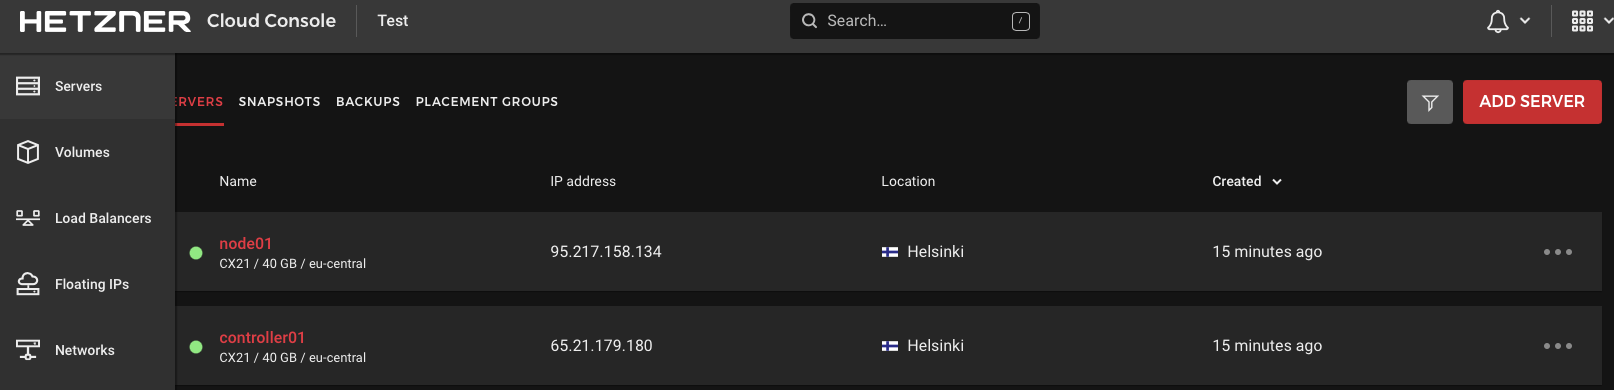 HETZNER Cloud Console Test Search... /
Servers
Volumes
Load Balancers
Floating IPs
Networks
ERVERS SNAPSHOTS BACKUPS PLACEMENT GROUPS ADD SERVER
Name IP address Location Created
node01 95.217.158.134 Helsinki 15 minutes ago
CX21 / 40 GB / eu-central
controller01 65.21.179.180 Helsinki 15 minutes ago
CX21 / 40 GB / eu-central